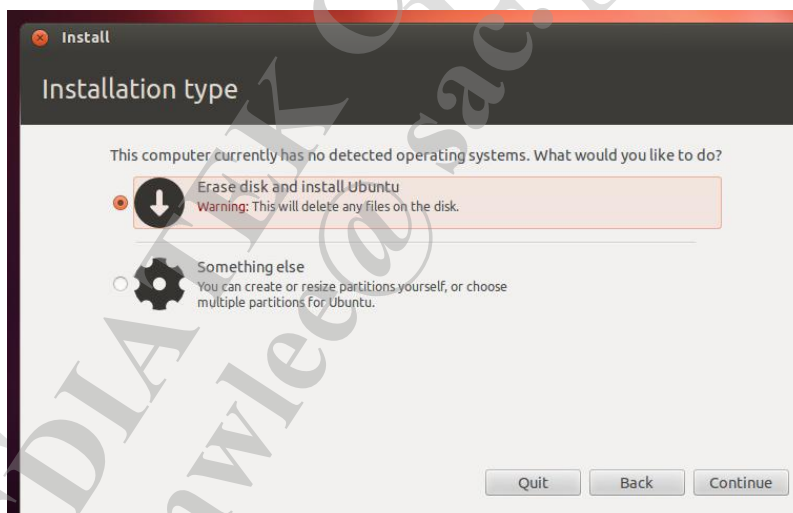 Install
Installation type
This computer currently has no detected operating systems. What would you like to do?
Erase disk and install Ubuntu
Warning: This will delete any files on the disk.
Something else
You can create or resize partitions yourself, or choose
multiple partitions for Ubuntu.
Quit Back Continue